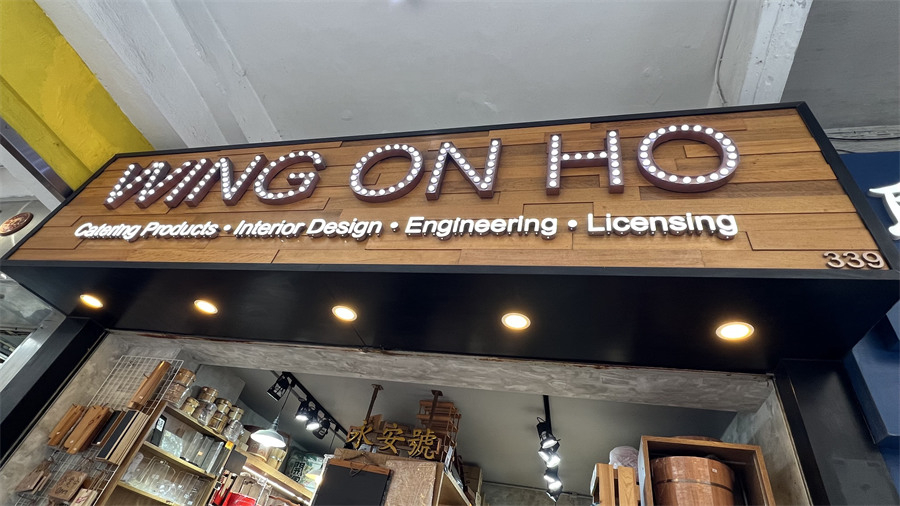 WING ON HO
Catering Products • Interior Design • Engineering • Licensing
339
永安號